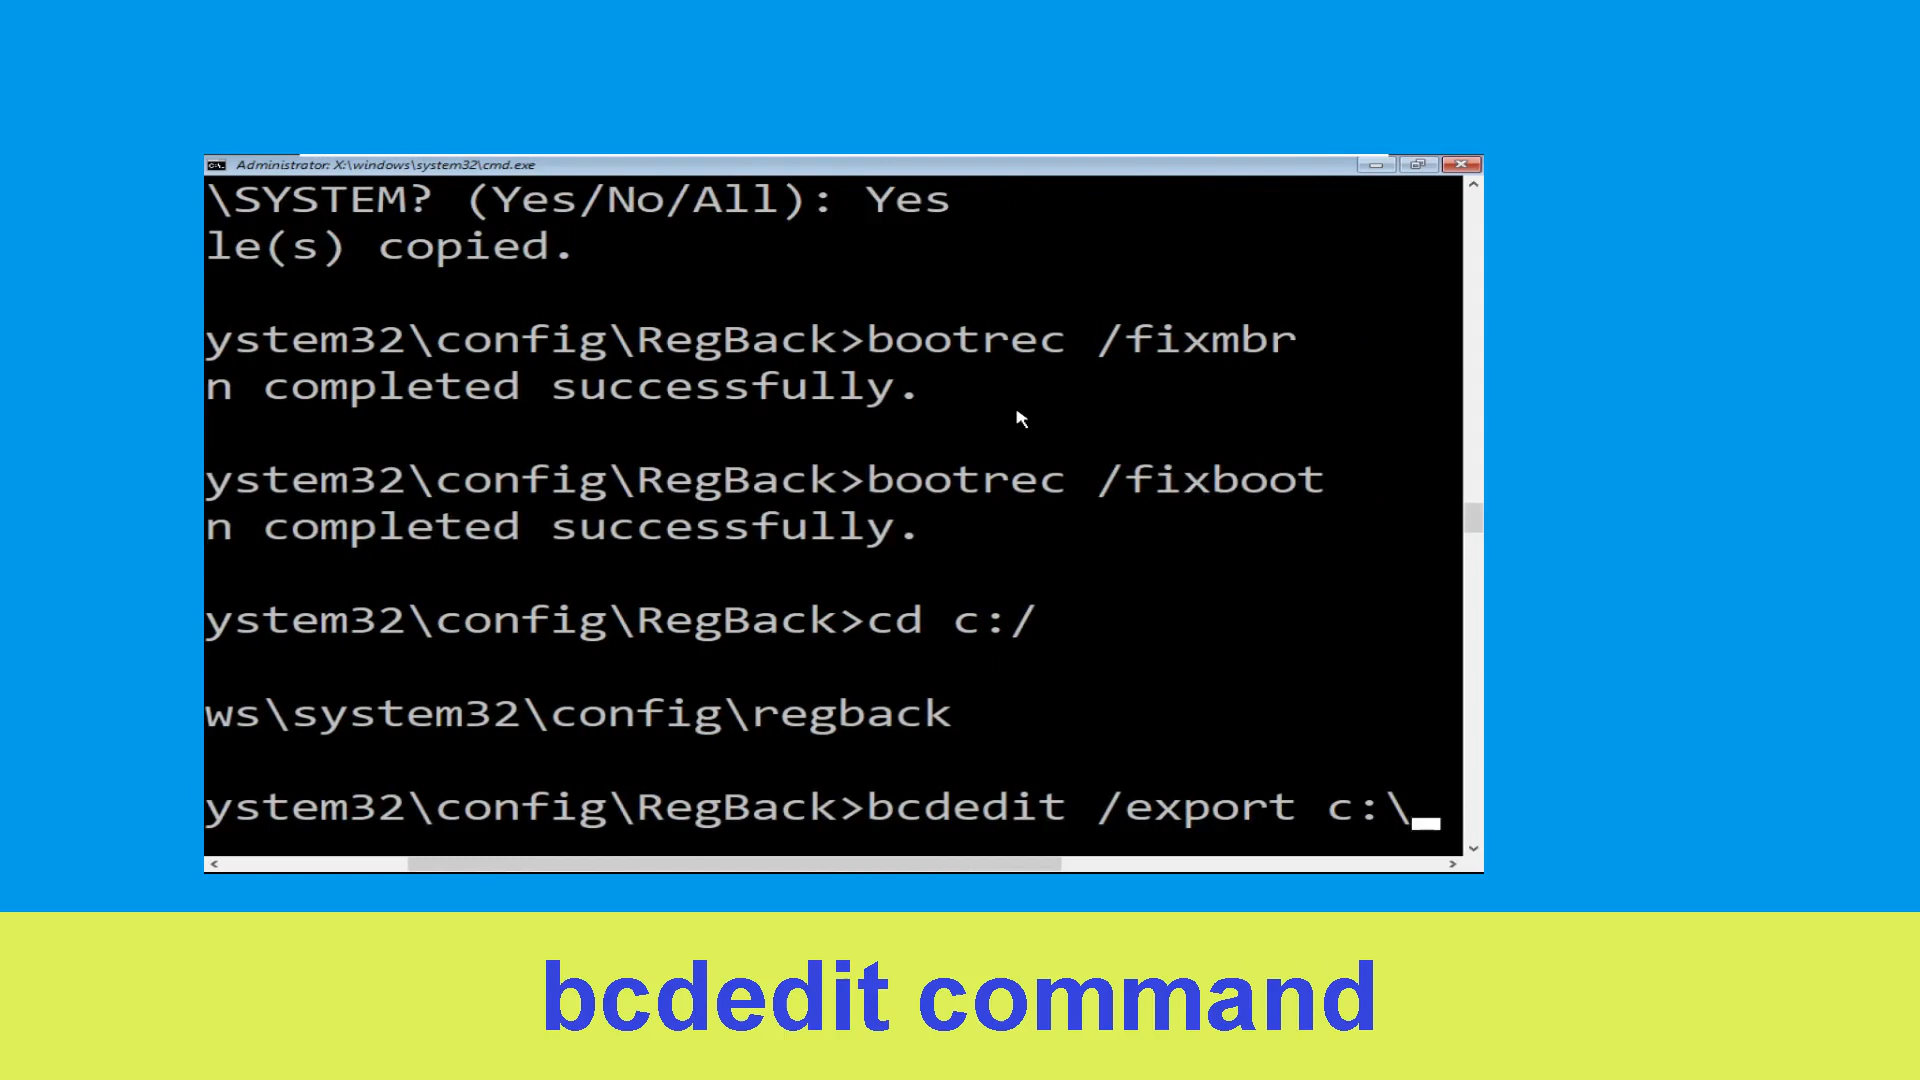 Administrator: X:\windows\system32\cmd.exe
\SYSTEM? (Yes/No/All): Yes
le(s) copied.
ystem32\config\RegBack>bootrec /fixmbr
n completed successfully.
ystem32\config\RegBack>bootrec /fixboot
n completed successfully.
ystem32\config\RegBack>cd c:/
ws\system32\config\regback
ystem32\config\RegBack>bcdedit /export c:\
bcdedit command